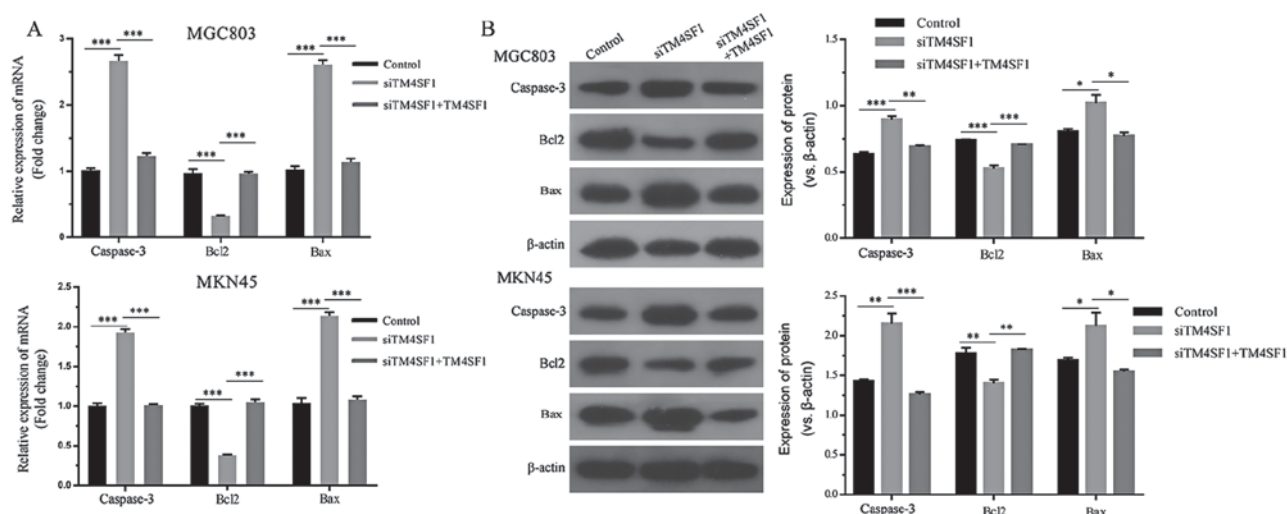 A
MGC803
Relative expression of mRNA
(Fold change)
3
2
1
0
*** ***
*** ***
*** ***
Control
siTM4SF1
siTM4SF1+TM4SF1
Caspase-3 Bcl2 Bax
MKN45
Relative expression of mRNA
(Fold change)
2.5
2.0
1.5
1.0
0.5
0.0
*** ***
*** ***
*** ***
Control
siTM4SF1
siTM4SF1+TM4SF1
Caspase-3 Bcl2 Bax
B
Control siTM4SF1 siTM4SF1
+TM4SF1
MGC803
Caspase-3
Bcl2
Bax
β-actin
MKN45
Caspase-3
Bcl2
Bax
β-actin
Control
siTM4SF1
siTM4SF1+TM4SF1
Expression of protein
(vs. β-actin)
1.5
1.0
0.5
0.0
*** **
*** ***
* *
Caspase-3 Bcl2 Bax
Expression of protein
(vs. β-actin)
2.5
2.0
1.5
1.0
0.5
0.0
** ***
** **
* *
Control
siTM4SF1
siTM4SF1+TM4SF1
Caspase-3 Bcl2 Bax